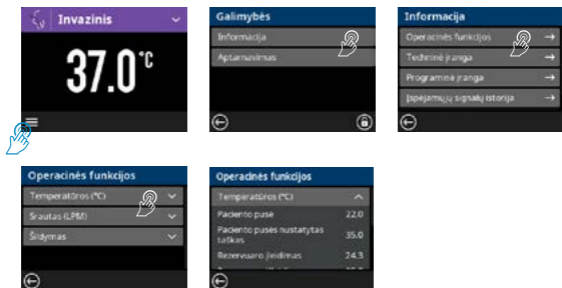 Invazinis
37.0°C
Galimybės
Informacija
Aptarnavimas
Informacija
Operacinės funkcijos
Techninė įranga
Programinė įranga
Įspėjamųjų signalų istorija
Operacinės funkcijos
Temperatūros (°C)
Srautas (LPM)
Šildymas
Operacinės funkcijos
Temperatūros (°C)
Paciento pusė 22.0
Paciento pusės nustatytas taškas 35.0
Rezervuaro įleidimas 24.3